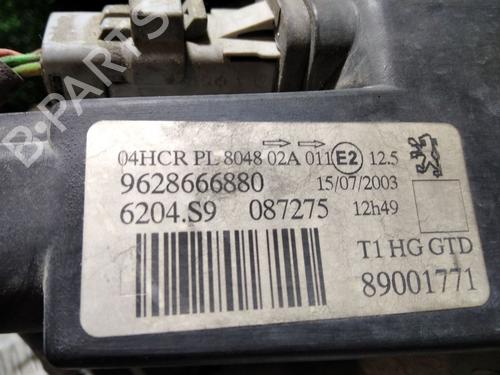 04HCR PL 8048 02A 011 E2 12.5
9628666880 15/07/2003
6204.S9 087275 12h49
T1 HG GTD
89001771
B-PARTS